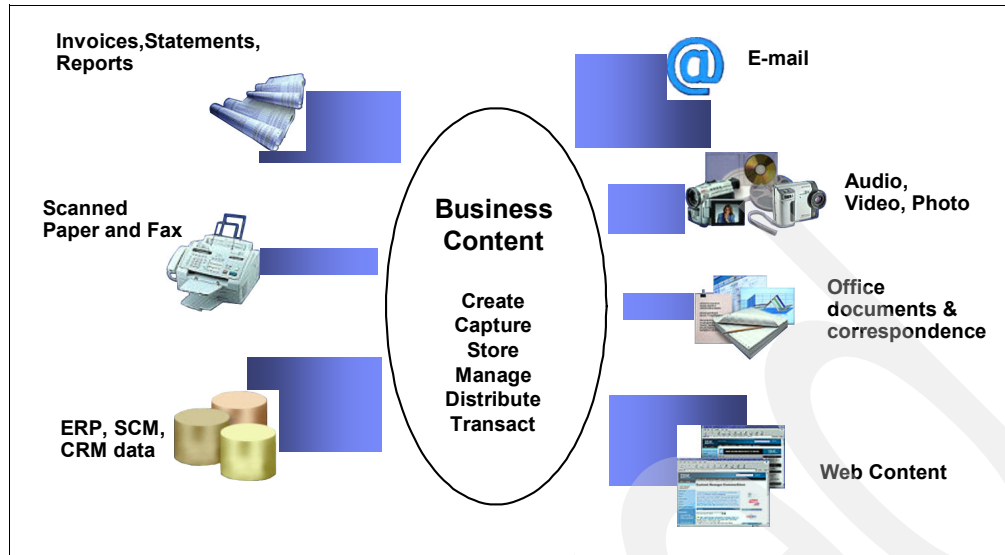 Invoices,Statements,
Reports
Scanned
Paper and Fax
ERP, SCM,
CRM data
Business
Content
Create
Capture
Store
Manage
Distribute
Transact
@
E-mail
Audio,
Video, Photo
Office
documents &
correspondence
Web Content